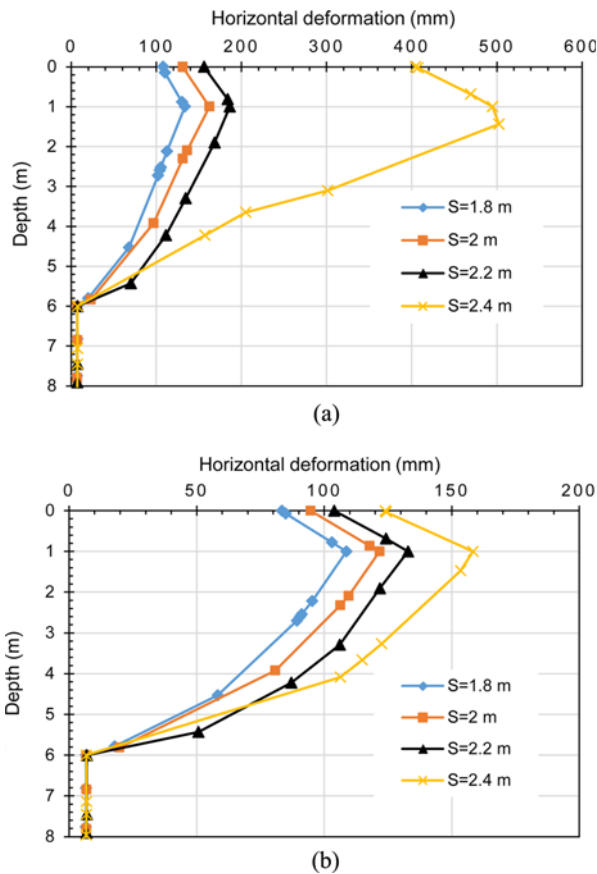 Horizontal deformation (mm)
0 100 200 300 400 500 600
0
1
2
3
4
5
6
7
8
Depth (m)
S=1.8 m
S=2 m
S=2.2 m
S=2.4 m
(a)
Horizontal deformation (mm)
0 50 100 150 200
0
1
2
3
4
5
6
7
8
Depth (m)
S=1.8 m
S=2 m
S=2.2 m
S=2.4 m
(b)